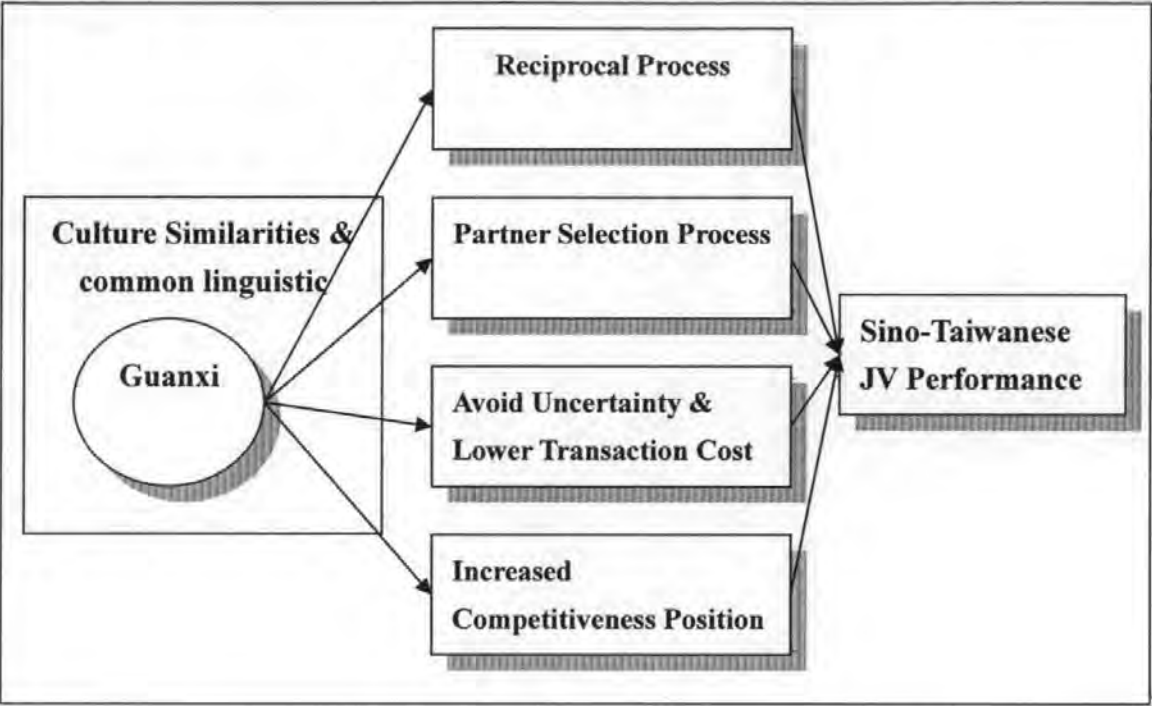 Culture Similarities &
common linguistic
Guanxi
Reciprocal Process
Partner Selection Process
Avoid Uncertainty &
Lower Transaction Cost
Increased
Competitiveness Position
Sino-Taiwanese
JV Performance